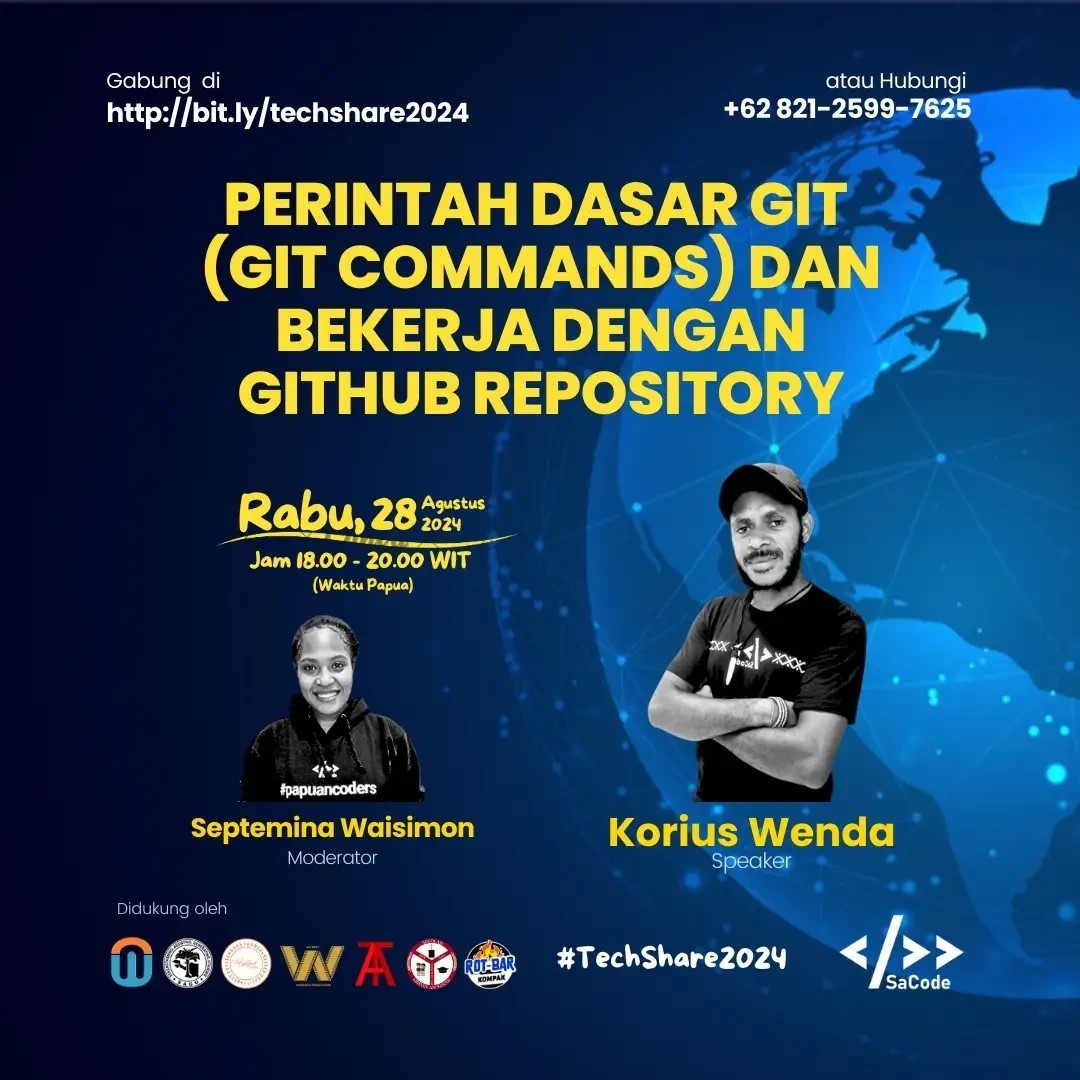 Gabung di
http://bit.ly/techshare2024
atau Hubungi
+62 821-2599-7625
PERINTAH DASAR GIT
(GIT COMMANDS) DAN
BEKERJA DENGAN
GITHUB REPOSITORY
Rabu, 28 Agustus 2024
Jam 18.00 - 20.00 WIT
(Waktu Papua)
</>>
#papuancoders
Septemina Waisimon
Moderator
Korius Wenda
Speaker
Didukung oleh
ROT-BAR
KOMPAK
#TechShare2024
</>>
SaCode